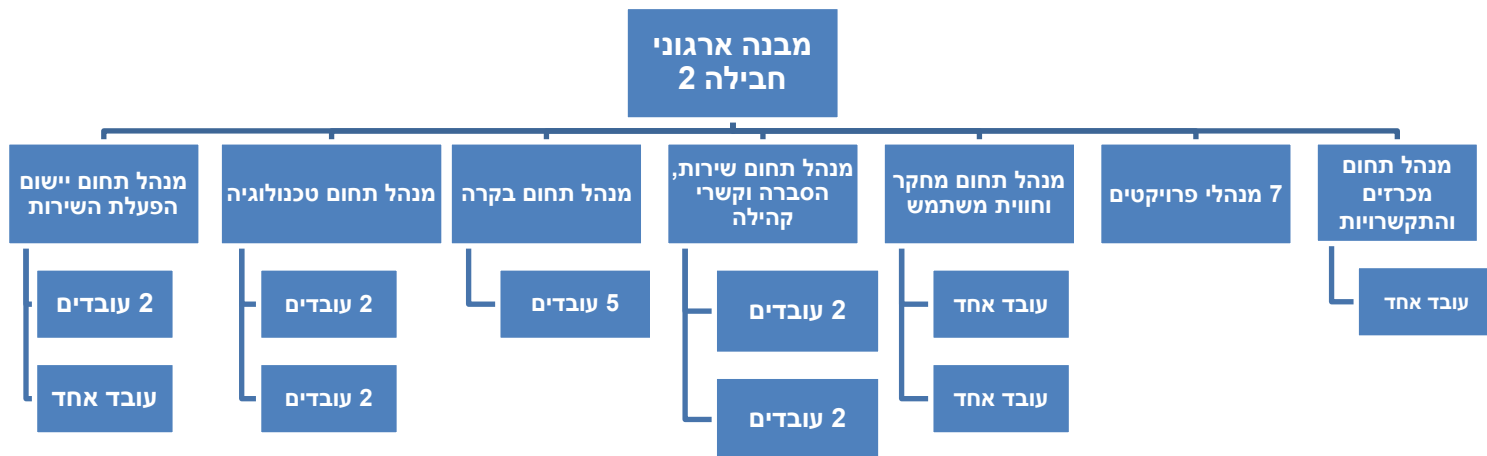 מבנה ארגוני
חבילה 2
מנהל תחום
מכרזים
והתקשרויות
עובד אחד
7 מנהלי פרויקטים
מנהל תחום מחקר
וחווית משתמש
עובד אחד
עובד אחד
מנהל תחום שירות,
הסברה וקשרי
קהילה
2 עובדים
2 עובדים
מנהל תחום בקרה
5 עובדים
מנהל תחום טכנולוגיה
2 עובדים
2 עובדים
מנהל תחום יישום
הפעלת השירות
2 עובדים
עובד אחד